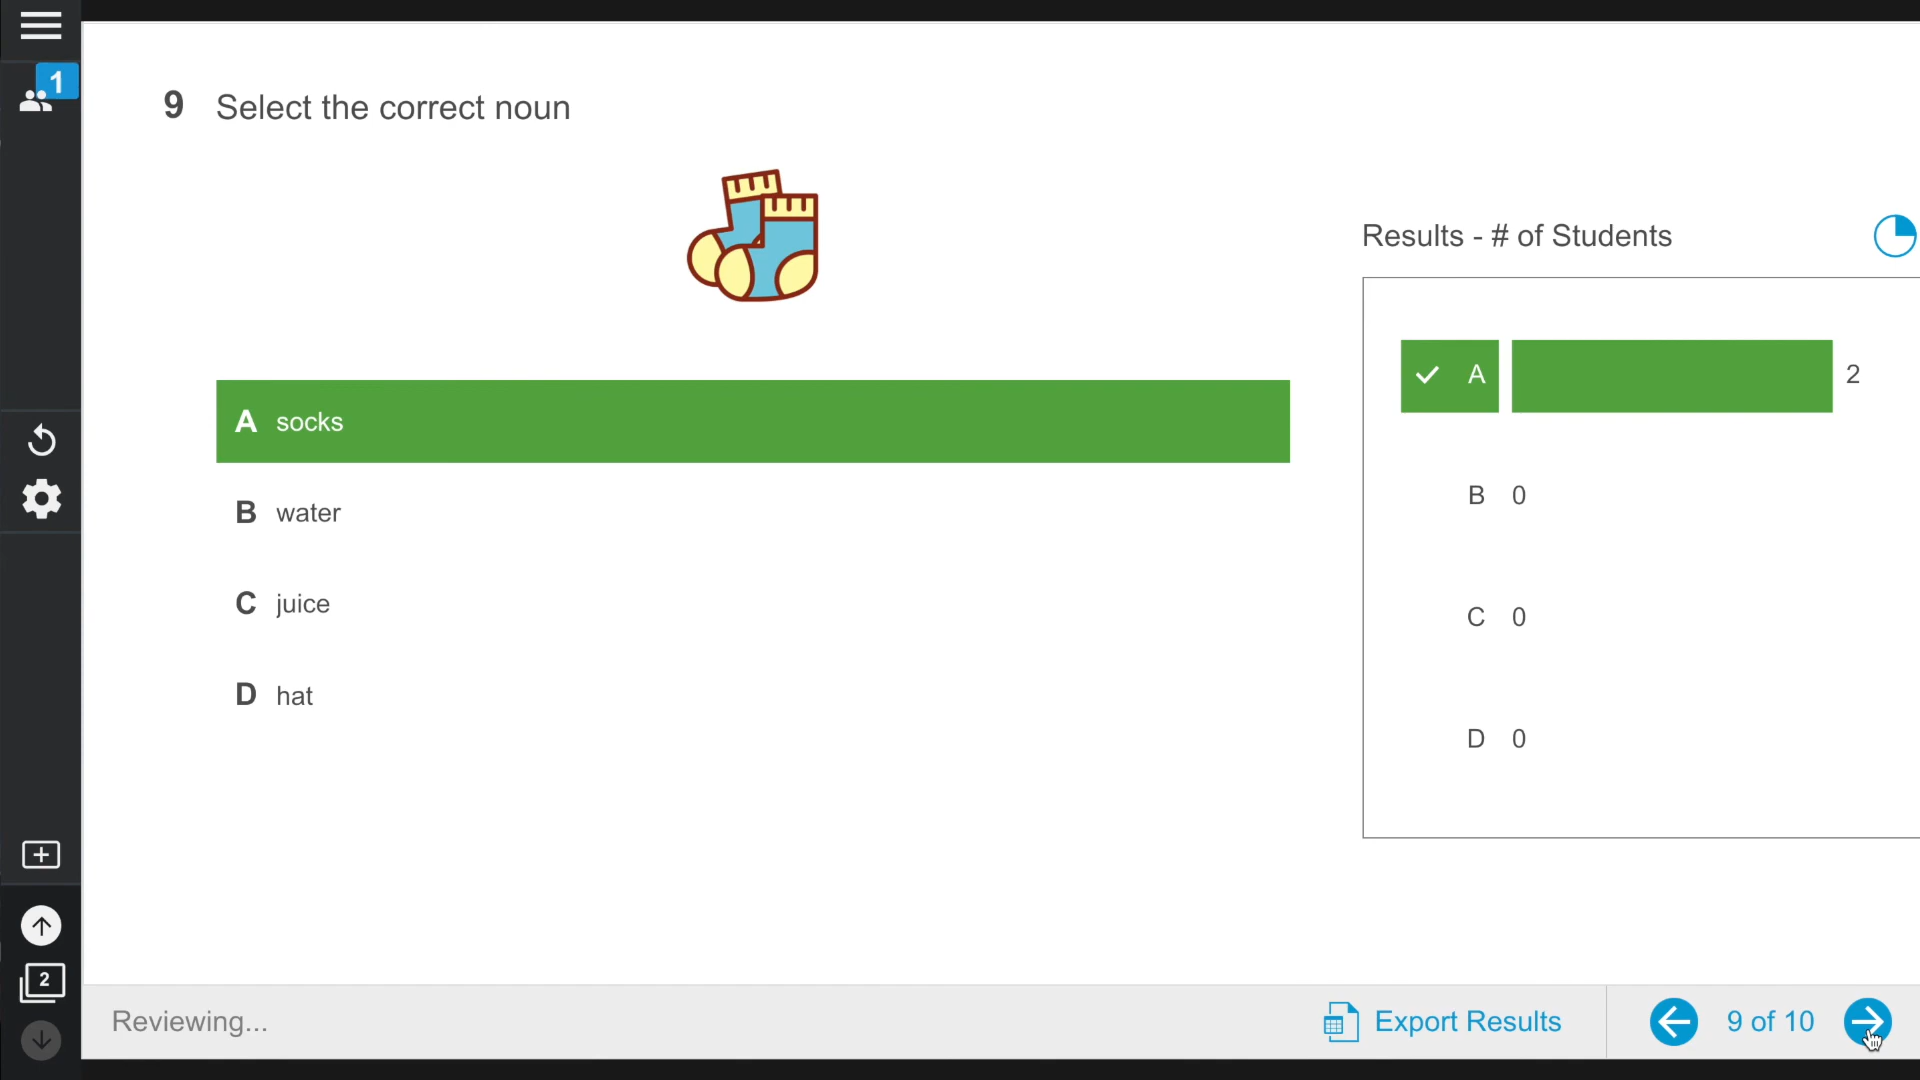 1
9 Select the correct noun
Results - # of Students
A socks
B water
C juice
D hat
A 2
B 0
C 0
D 0
2
Reviewing...
Export Results
9 of 10